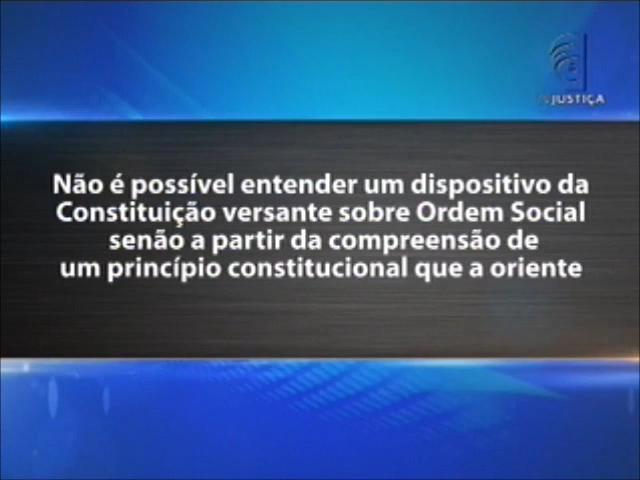 TV JUSTIÇA
Não é possível entender um dispositivo da
Constituição versante sobre Ordem Social
senão a partir da compreensão de
um princípio constitucional que a oriente